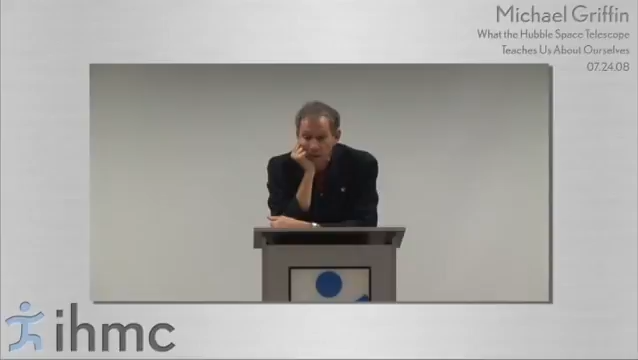 Michael Griffin
What the Hubble Space Telescope
Teaches Us About Ourselves
07.24.08
ihmc